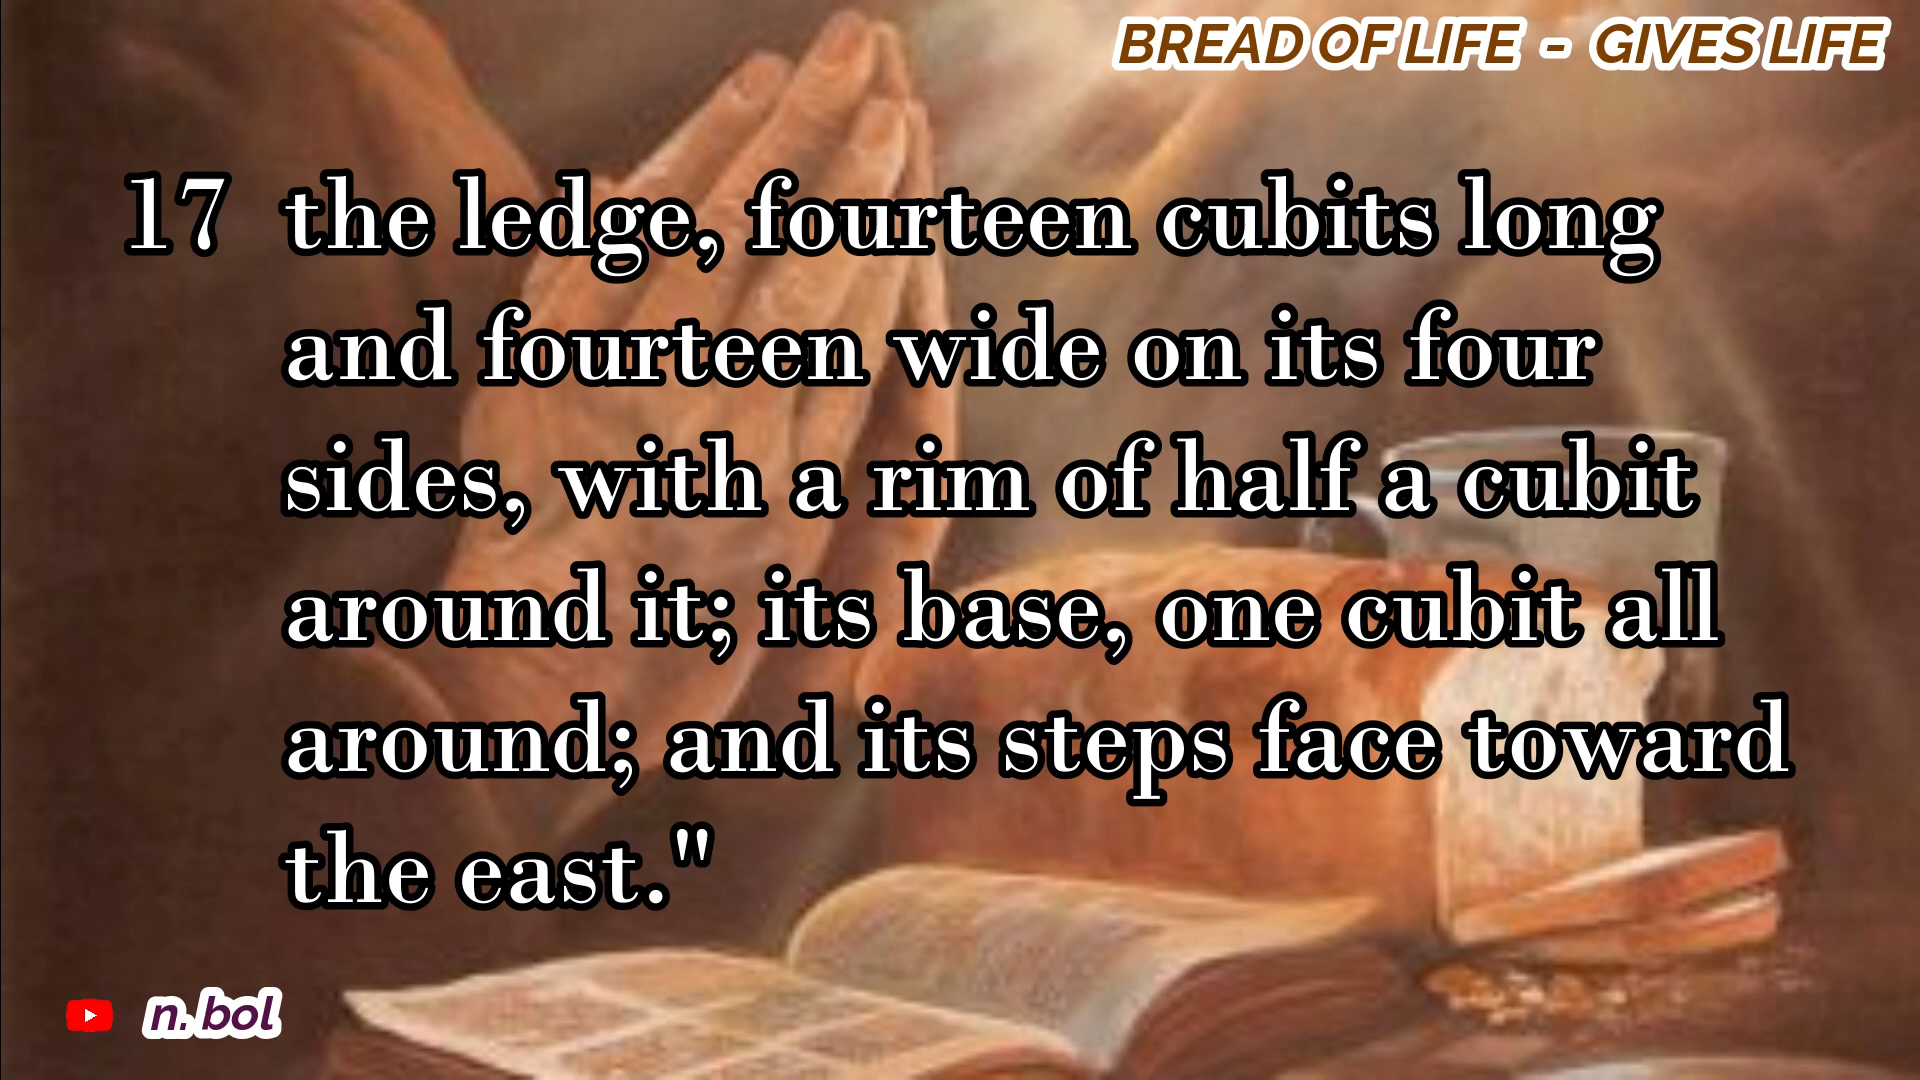 BREAD OF LIFE - GIVES LIFE
17 the ledge, fourteen cubits long
and fourteen wide on its four
sides, with a rim of half a cubit
around it; its base, one cubit all
around; and its steps face toward
the east."
n. bol